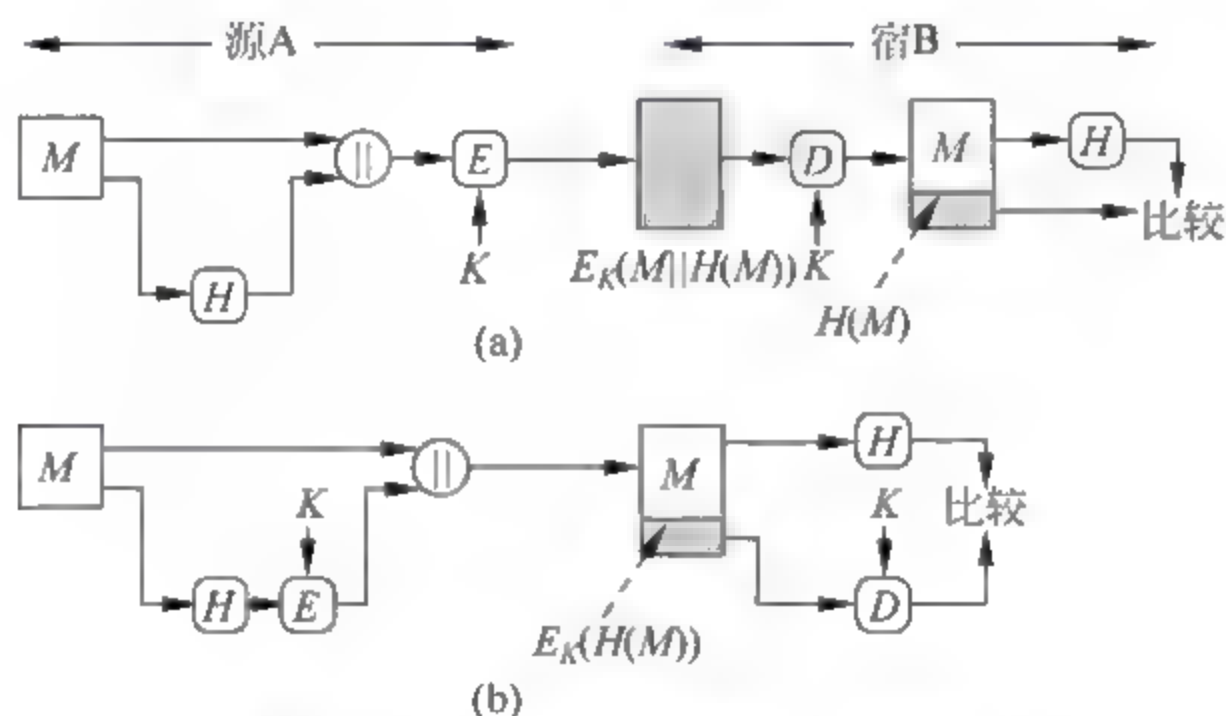 源A 宿B
M || E D M H
比较
K E_K(M||H(M)) K
H
H(M)
(a)
M || M H
K K 比较
H E D
E_K(H(M))
(b)